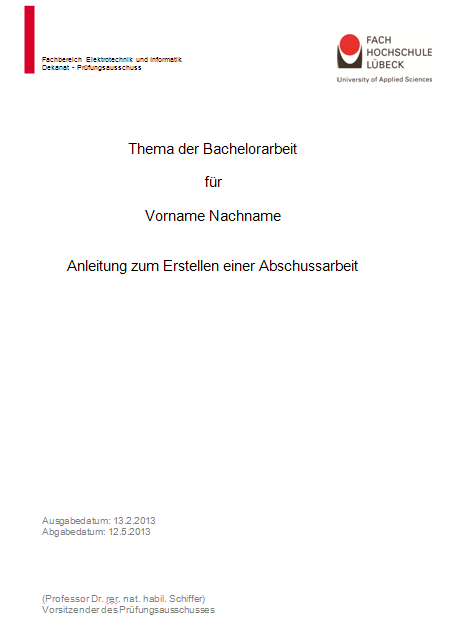 Fachbereich Elektrotechnik und Informatik
Dekanat - Prüfungsausschuss
FACH
HOCHSCHULE
LÜBECK
University of Applied Sciences
Thema der Bachelorarbeit
für
Vorname Nachname
Anleitung zum Erstellen einer Abschussarbeit
Ausgabedatum: 13.2.2013
Abgabedatum: 12.5.2013
(Professor Dr. rer. nat. habil. Schiffer)
Vorsitzender des Prüfungsausschusses